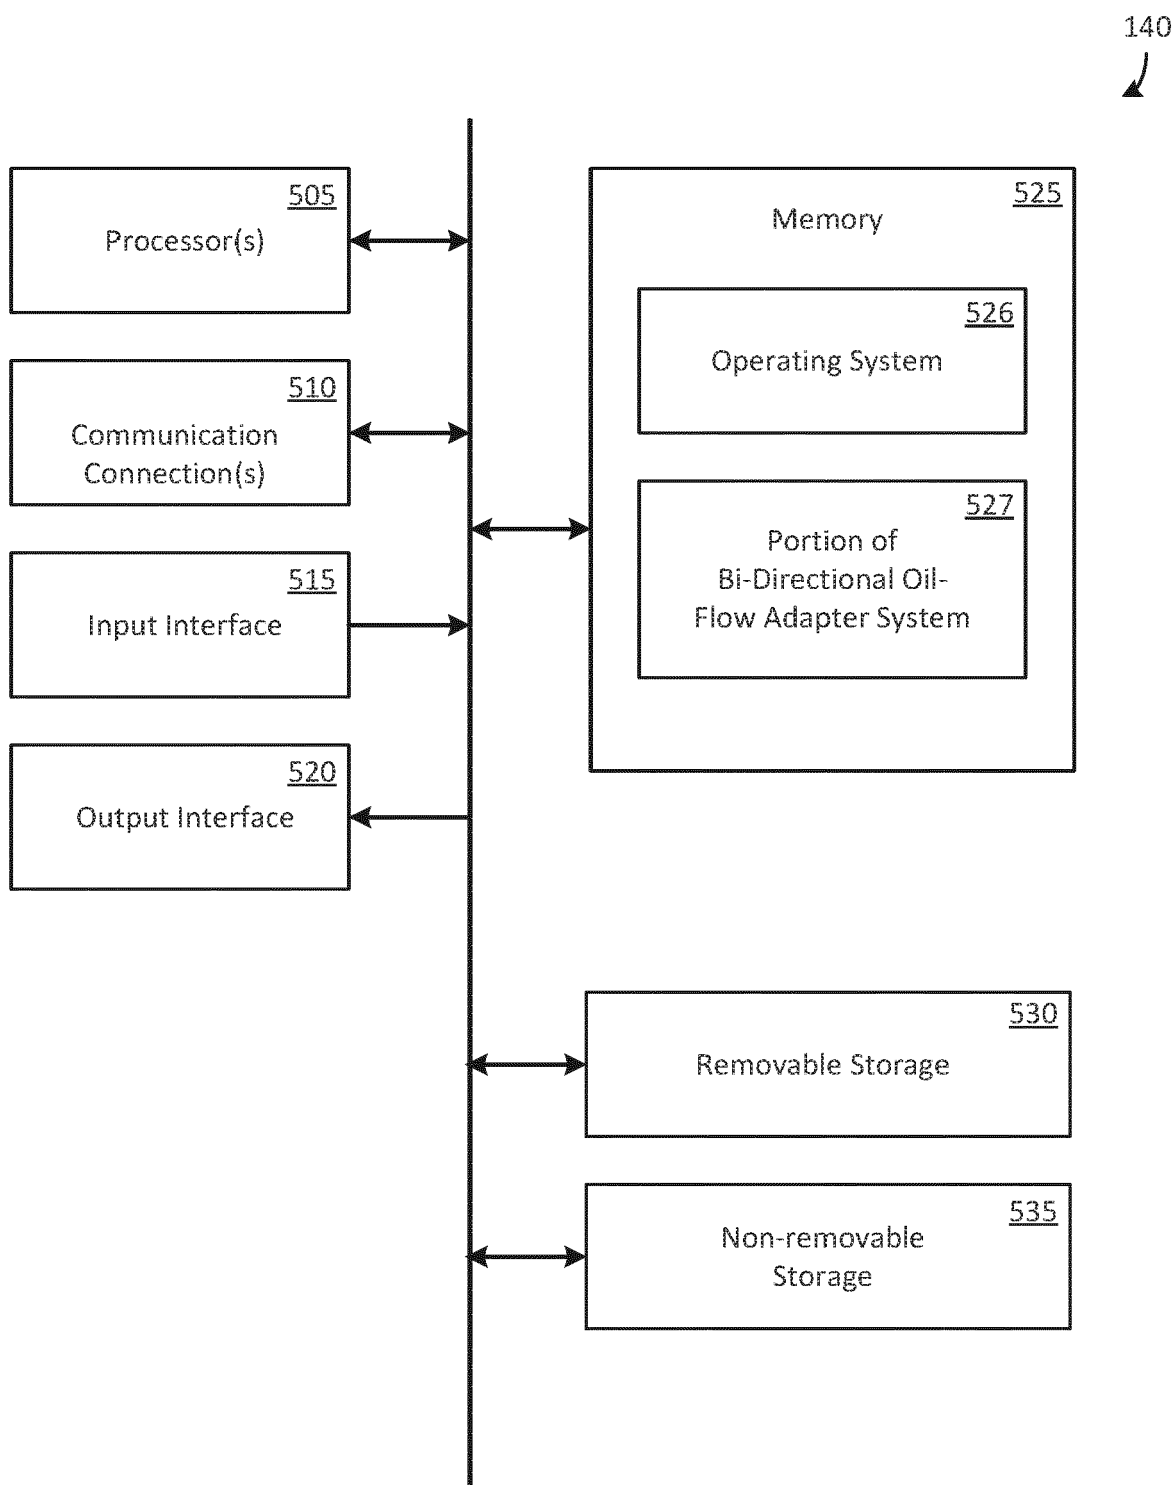 140
505
Processor(s)
510
Communication
Connection(s)
515
Input Interface
520
Output Interface
525
Memory
526
Operating System
527
Portion of
Bi-Directional Oil-
Flow Adapter System
530
Removable Storage
535
Non-removable
Storage